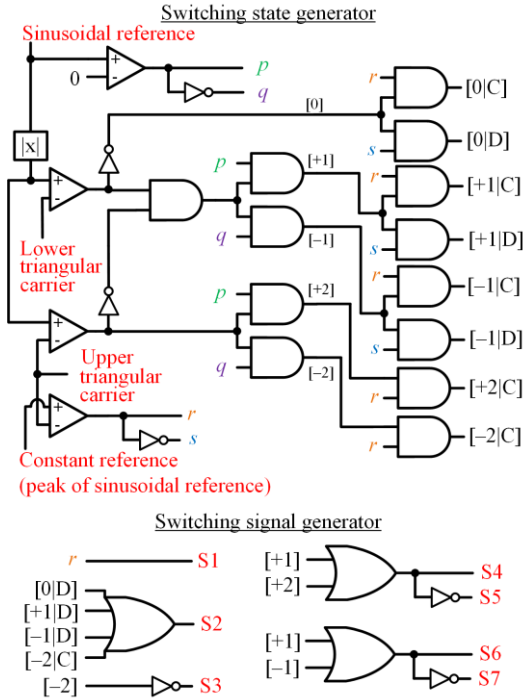 Switching state generator
Sinusoidal reference
+
-
0
p
q
r
[0|C]
[0]
|x|
s
[0|D]
+
-
p
[+1]
r
[+1|C]
Lower
triangular
carrier
q
[−1]
s
[+1|D]
r
[−1|C]
+
-
p
[+2]
s
[−1|D]
Upper
triangular
carrier
q
[−2]
r
[+2|C]
+
-
r
s
r
[−2|C]
Constant reference
(peak of sinusoidal reference)
Switching signal generator
r
S1
[0|D]
[+1|D]
[−1|D]
[−2|C]
S2
[−2]
S3
[+1]
[+2]
S4
S5
[+1]
[−1]
S6
S7